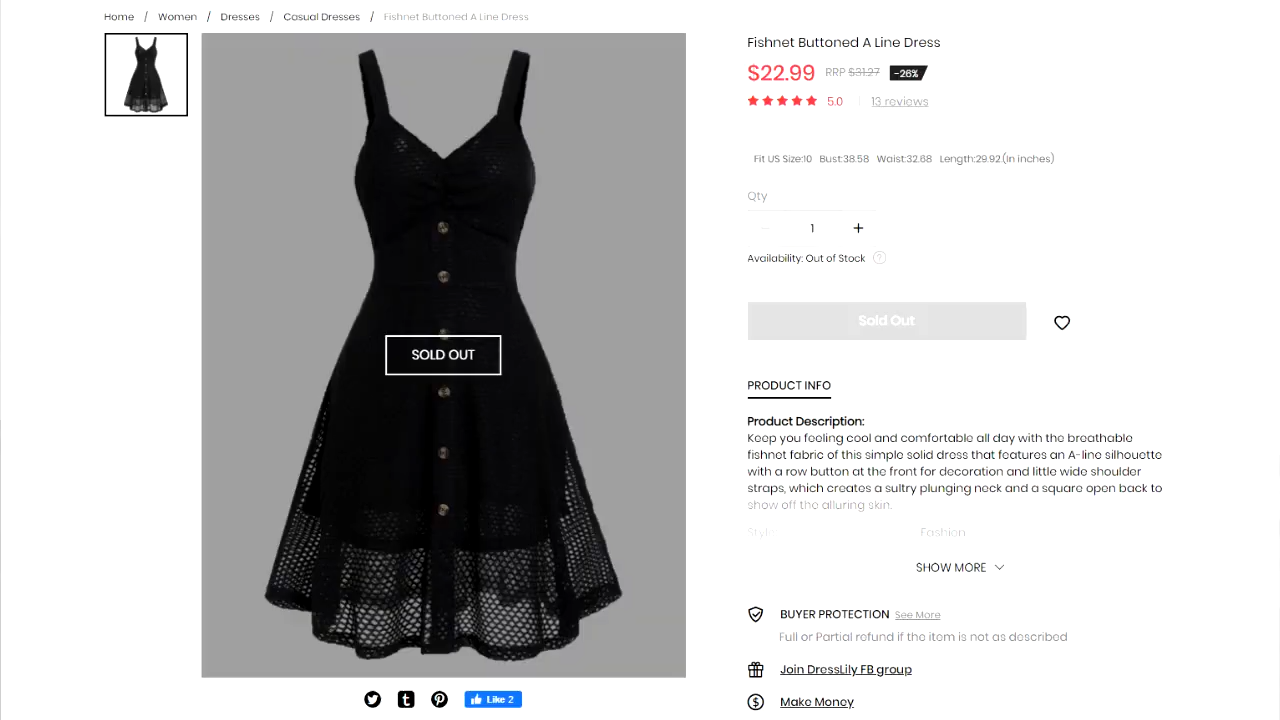 Home / Women / Dresses / Casual Dresses / Fishnet Buttoned A Line Dress
SOLD OUT
Like 2
Fishnet Buttoned A Line Dress
$22.99 RRP $31.27 -26%
5.0 13 reviews
Fit US Size:10 Bust:38.58 Waist:32.68 Length:29.92 (in inches)
Qty
1 +
Availability: Out of Stock ?
Sold Out
PRODUCT INFO
Product Description:
Keep you feeling cool and comfortable all day with the breathable
fishnet fabric of this simple solid dress that features an A-line silhouette
with a row button at the front for decoration and little wide shoulder
straps, which creates a sultry plunging neck and a square open back to
show off the alluring skin.
Style: Fashion
SHOW MORE
BUYER PROTECTION See More
Full or Partial refund if the item is not as described
Join DressLily FB group
$ Make Money